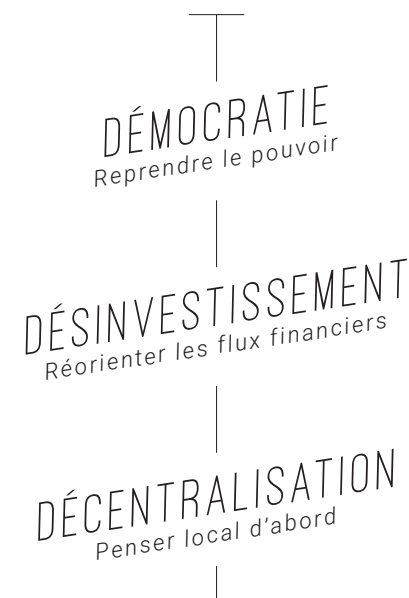 DÉMOCRATIE
Reprendre le pouvoir
DÉSINVESTISSEMENT
Réorienter les flux financiers
DÉCENTRALISATION
Penser local d'abord